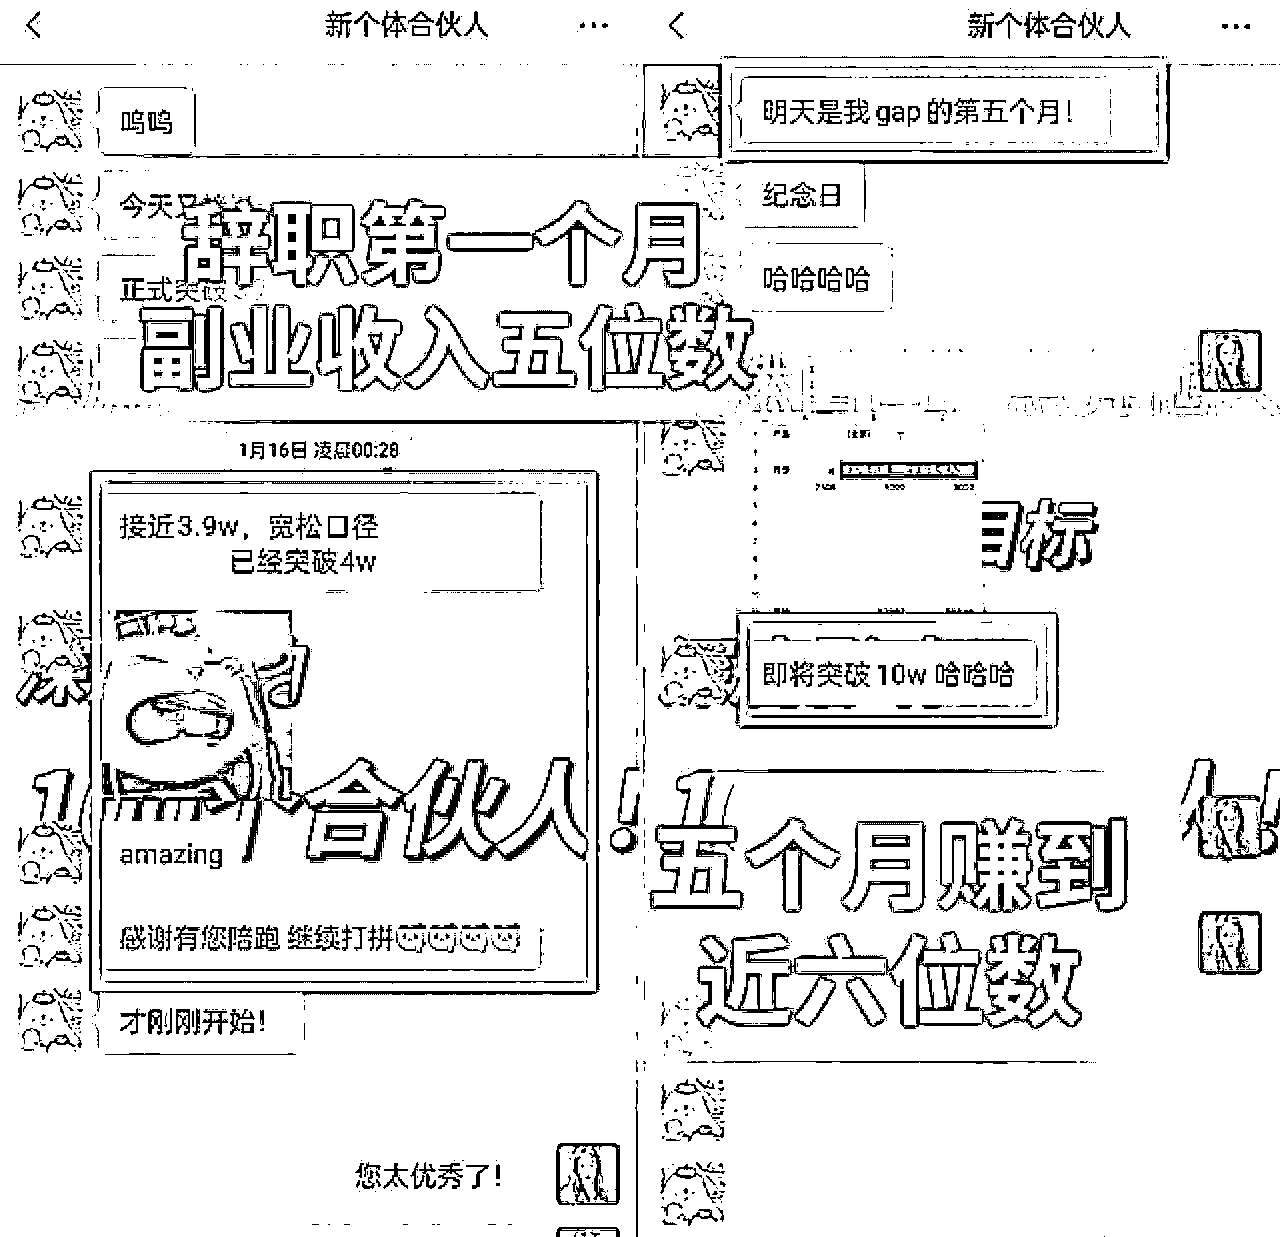 新个体合伙人
呜呜
今天又
辞职第一个月
正式突破
副业收入五位数
1月16日 凌晨00:28
接近3.9w，宽松口径
已经突破4w
合伙人！
amazing
感谢有您陪跑 继续打拼
才刚刚开始！
您太优秀了！
新个体合伙人
明天是我 gap 的第五个月！
纪念日
哈哈哈哈
目标
即将突破 10w 哈哈哈
五个月赚到
近六位数